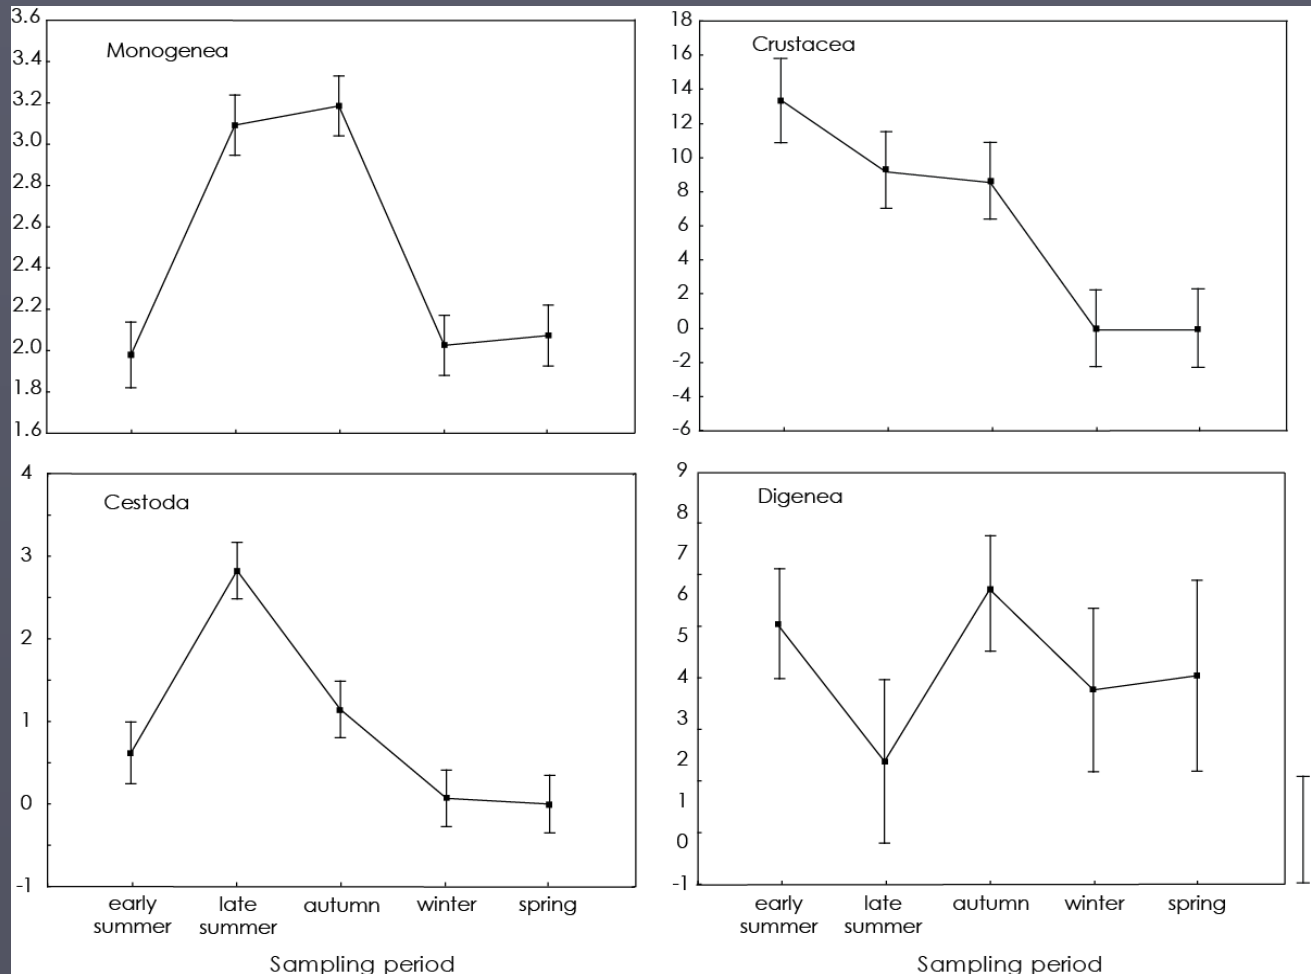 3.6
3.4
3.2
3.0
2.8
2.6
2.4
2.2
2.0
1.8
1.6
Monogenea
18
16
14
12
10
8
6
4
2
0
-2
-4
-6
Crustacea
4
3
2
1
0
-1
Cestoda
early summer
late summer
autumn
winter
spring
Sampling period
9
8
7
6
5
4
3
2
1
0
-1
Digenea
early summer
late summer
autumn
winter
spring
Sampling period